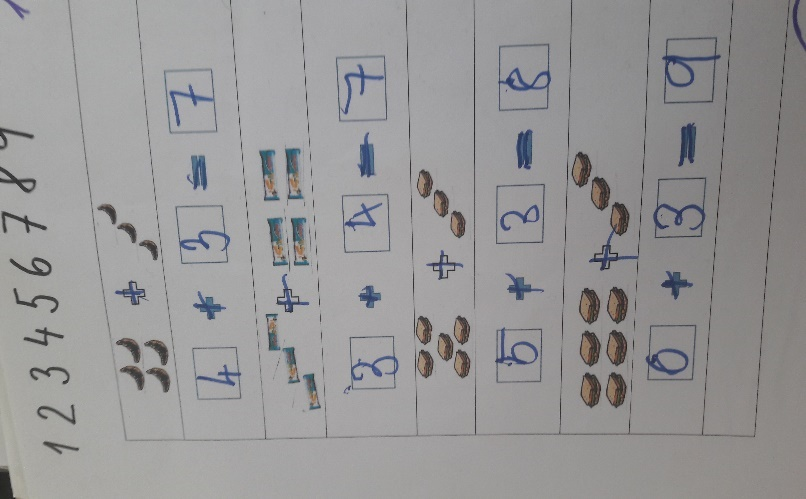 1 2 3 4 5 6 7 8 9
+
4 + 3 = 7
+
3 + 4 = 7
+
5 + 3 = 8
+
6 + 3 = 9